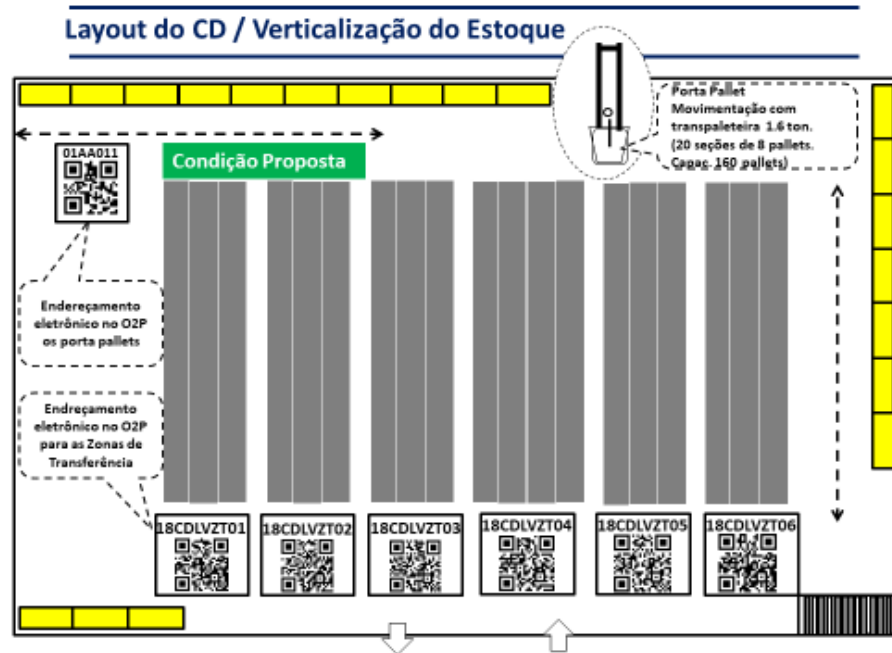 Layout do CD / Verticalização do Estoque
Porta Pallet
Movimentação com
transpaleteira 1.6 ton.
(20 seções de 8 pallets.
Capac. 160 pallets)
01AA011
Condição Proposta
Endereçamento
eletrônico no O2P
os porta pallets
Endreçamento
eletrônico no O2P
para as Zonas de
Transferência
18CDLVZT01
18CDLVZT02
18CDLVZT03
18CDLVZT04
18CDLVZT05
18CDLVZT06